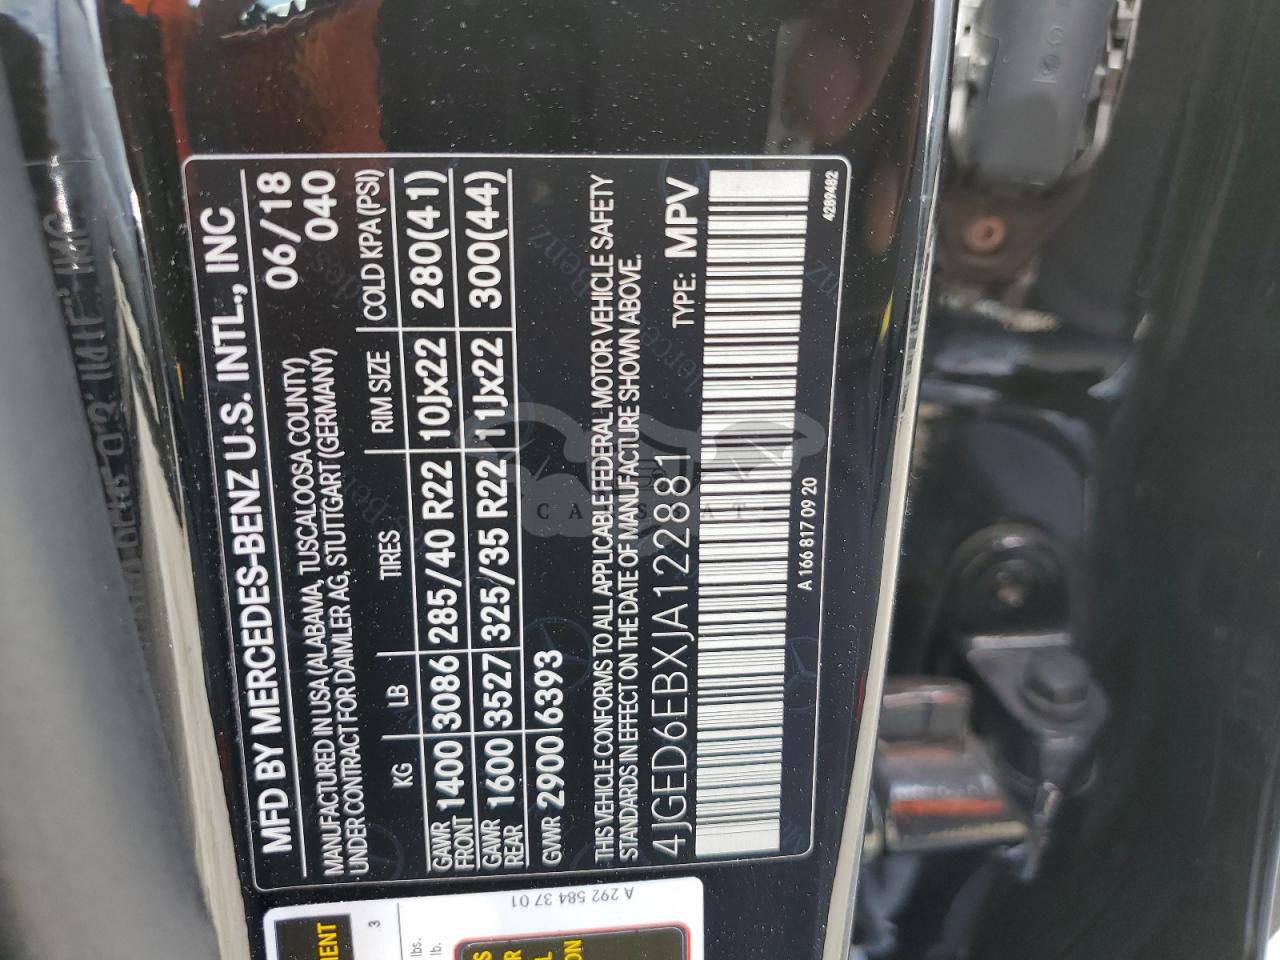 MFD BY MERCEDES-BENZ U.S. INTL., INC
MANUFACTURED IN USA (ALABAMA, TUSCALOOSA COUNTY) 06/18
UNDER CONTRACT FOR DAIMLER AG, STUTTGART (GERMANY) 040
KG LB TIRES RIM SIZE COLD KPA (PSI)
GAWR FRONT 1400 3086 285/40 R22 10Jx22 280(41)
GAWR REAR 1600 3527 325/35 R22 11Jx22 300(44)
GVWR 2900 6393
THIS VEHICLE CONFORMS TO ALL APPLICABLE FEDERAL MOTOR VEHICLE SAFETY
STANDARDS IN EFFECT ON THE DATE OF MANUFACTURE SHOWN ABOVE.
4JGED6EBXJA122881 TYPE: MPV
A 166 817 09 20 4289482
A 292 584 37 01
3
lbs.
lb.